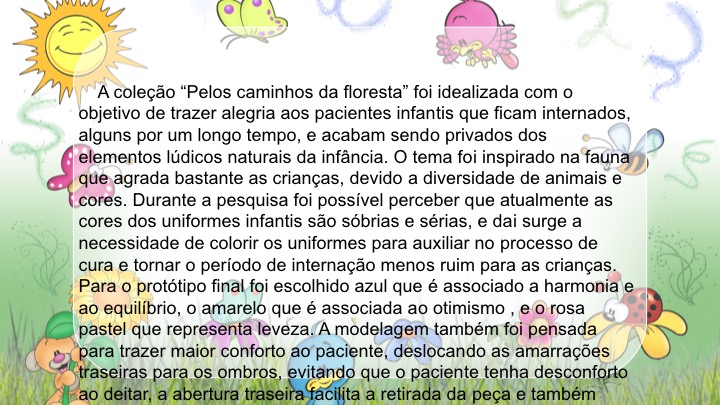 A coleção “Pelos caminhos da floresta” foi idealizada com o
objetivo de trazer alegria aos pacientes infantis que ficam internados,
alguns por um longo tempo, e acabam sendo privados dos
elementos lúdicos naturais da infância. O tema foi inspirado na fauna
que agrada bastante as crianças, devido a diversidade de animais e
cores. Durante a pesquisa foi possível perceber que atualmente as
cores dos uniformes infantis são sóbrias e sérias, e dai surge a
necessidade de colorir os uniformes para auxiliar no processo de
cura e tornar o período de internação menos ruim para as crianças.
Para o protótipo final foi escolhido azul que é associado a harmonia e
ao equilíbrio, o amarelo que é associada ao otimismo , e o rosa
pastel que representa leveza. A modelagem também foi pensada
para trazer maior conforto ao paciente, deslocando as amarrações
traseiras para os ombros, evitando que o paciente tenha desconforto
ao deitar, a abertura traseira facilita a retirada da peça e também